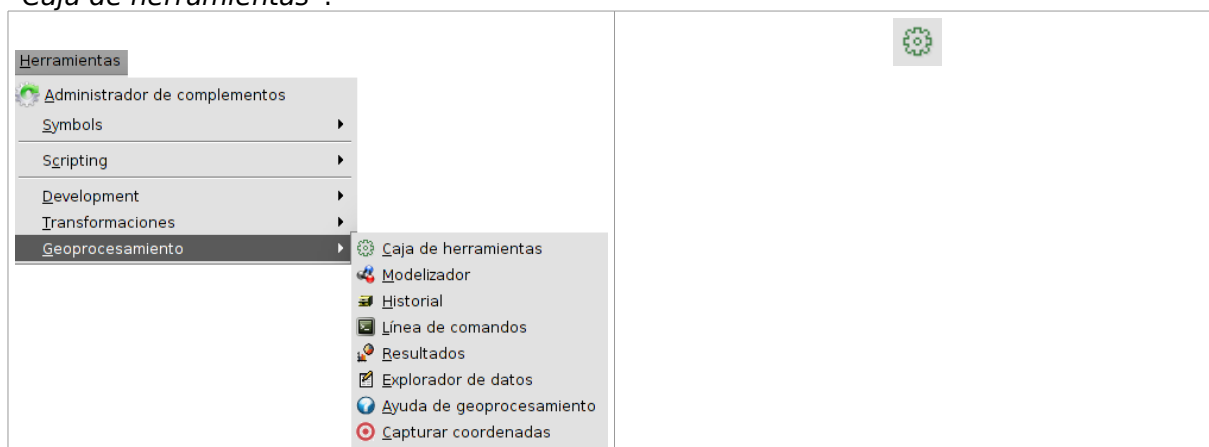 "Caja de herramientas".
Herramientas
Administrador de complementos
Symbols
Scripting
Development
Transformaciones
Geoprocesamiento
Caja de herramientas
Modelizador
Historial
Línea de comandos
Resultados
Explorador de datos
Ayuda de geoprocesamiento
Capturar coordenadas